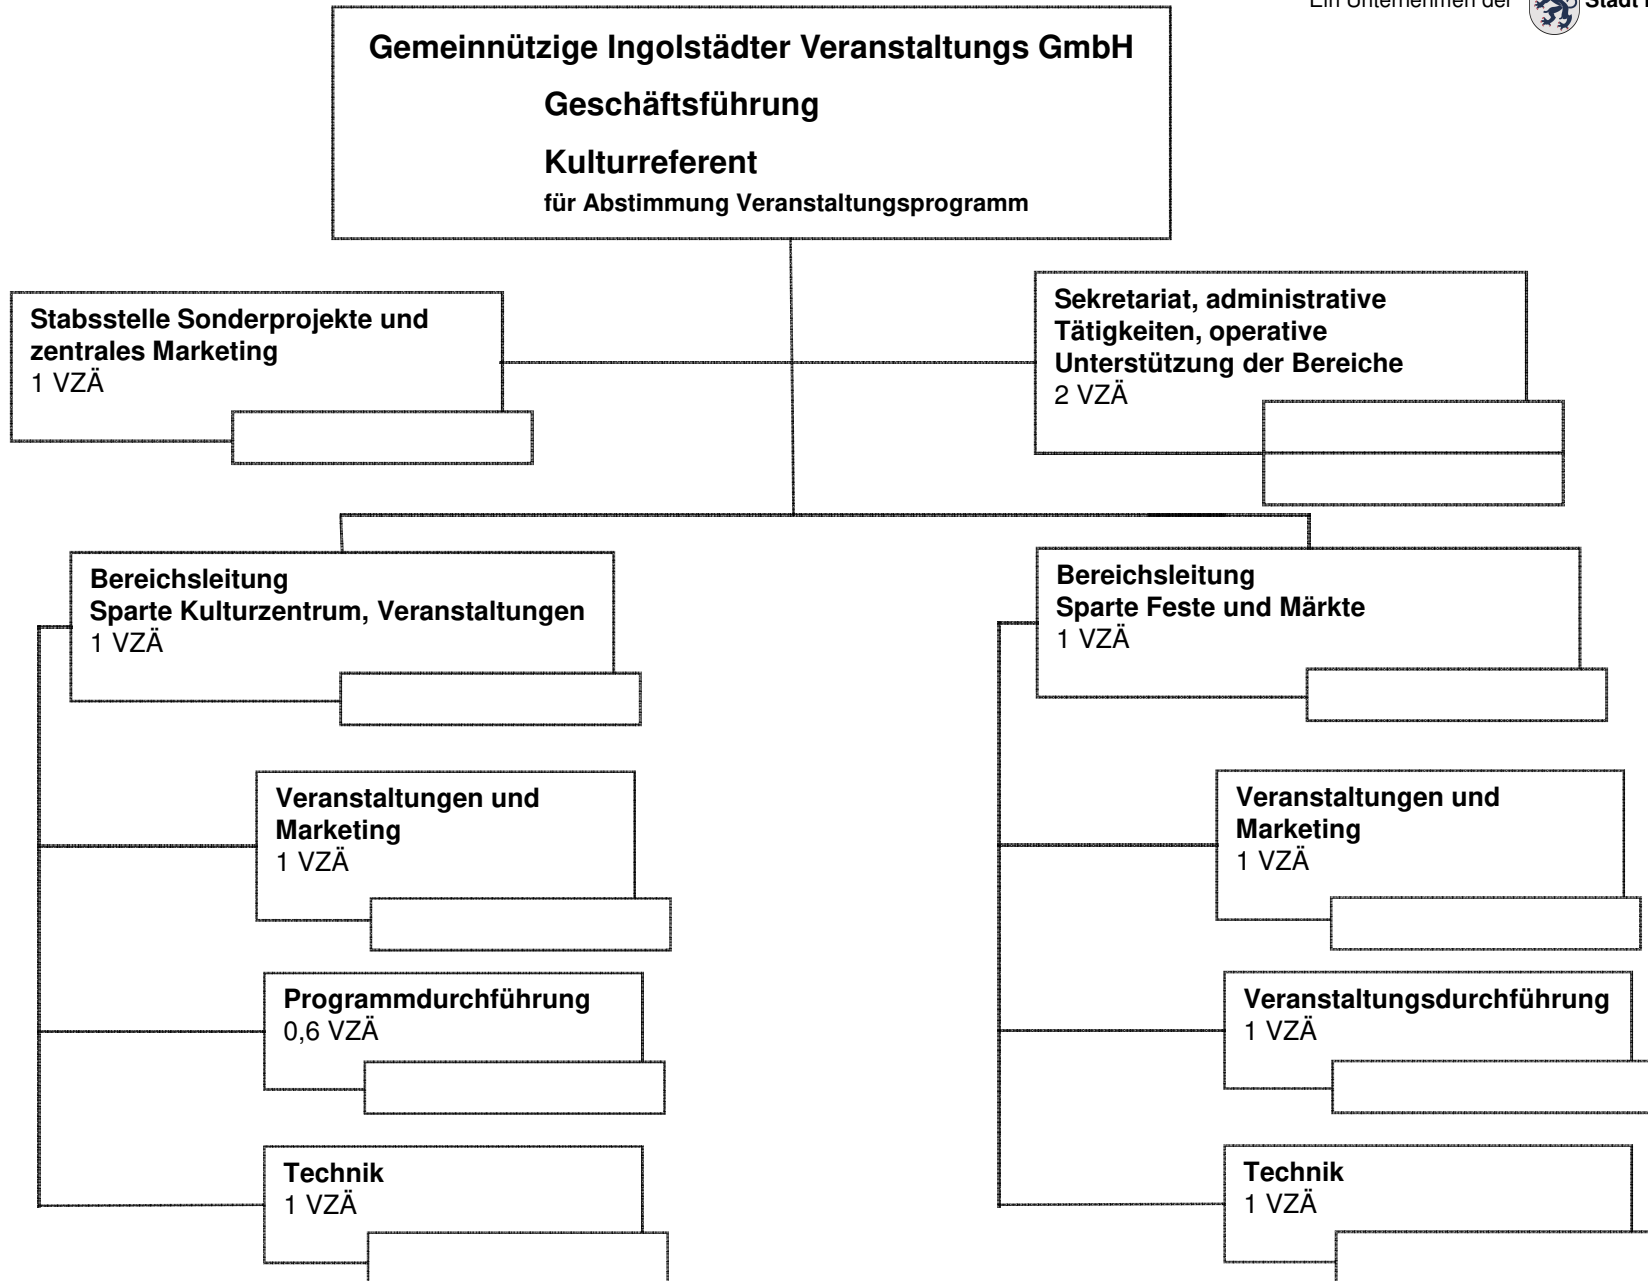 Ein Unternehmen der Stadt
Gemeinnützige Ingolstädter Veranstaltungs GmbH
Geschäftsführung
Kulturreferent
für Abstimmung Veranstaltungsprogramm
Stabsstelle Sonderprojekte und
zentrales Marketing
1 VZÄ
Sekretariat, administrative
Tätigkeiten, operative
Unterstützung der Bereiche
2 VZÄ
Bereichsleitung
Sparte Kulturzentrum, Veranstaltungen
1 VZÄ
Bereichsleitung
Sparte Feste und Märkte
1 VZÄ
Veranstaltungen und
Marketing
1 VZÄ
Veranstaltungen und
Marketing
1 VZÄ
Programmdurchführung
0,6 VZÄ
Veranstaltungsdurchführung
1 VZÄ
Technik
1 VZÄ
Technik
1 VZÄ